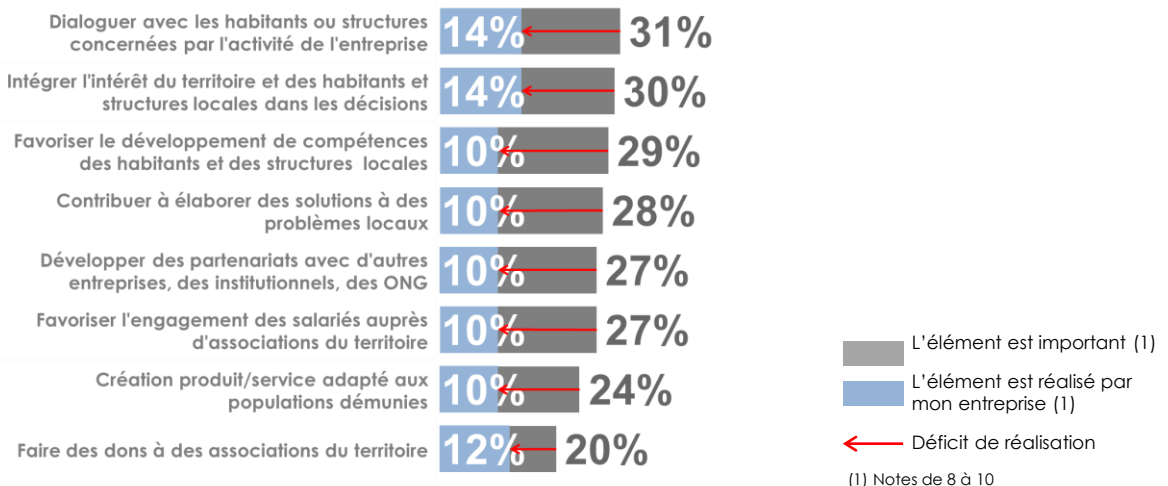 Dialoguer avec les habitants ou structures
concernées par l'activité de l'entreprise
14%
31%
Intégrer l'intérêt du territoire et des habitants et
structures locales dans les décisions
14%
30%
Favoriser le développement de compétences
des habitants et des structures locales
10%
29%
Contribuer à élaborer des solutions à des
problèmes locaux
10%
28%
Développer des partenariats avec d'autres
entreprises, des institutionnels, des ONG
10%
27%
Favoriser l'engagement des salariés auprès
d'associations du territoire
10%
27%
Création produit/service adapté aux
populations démunies
10%
24%
Faire des dons à des associations du territoire
12%
20%
L'élément est important (1)
L'élément est réalisé par
mon entreprise (1)
Déficit de réalisation
(1) Notes de 8 à 10